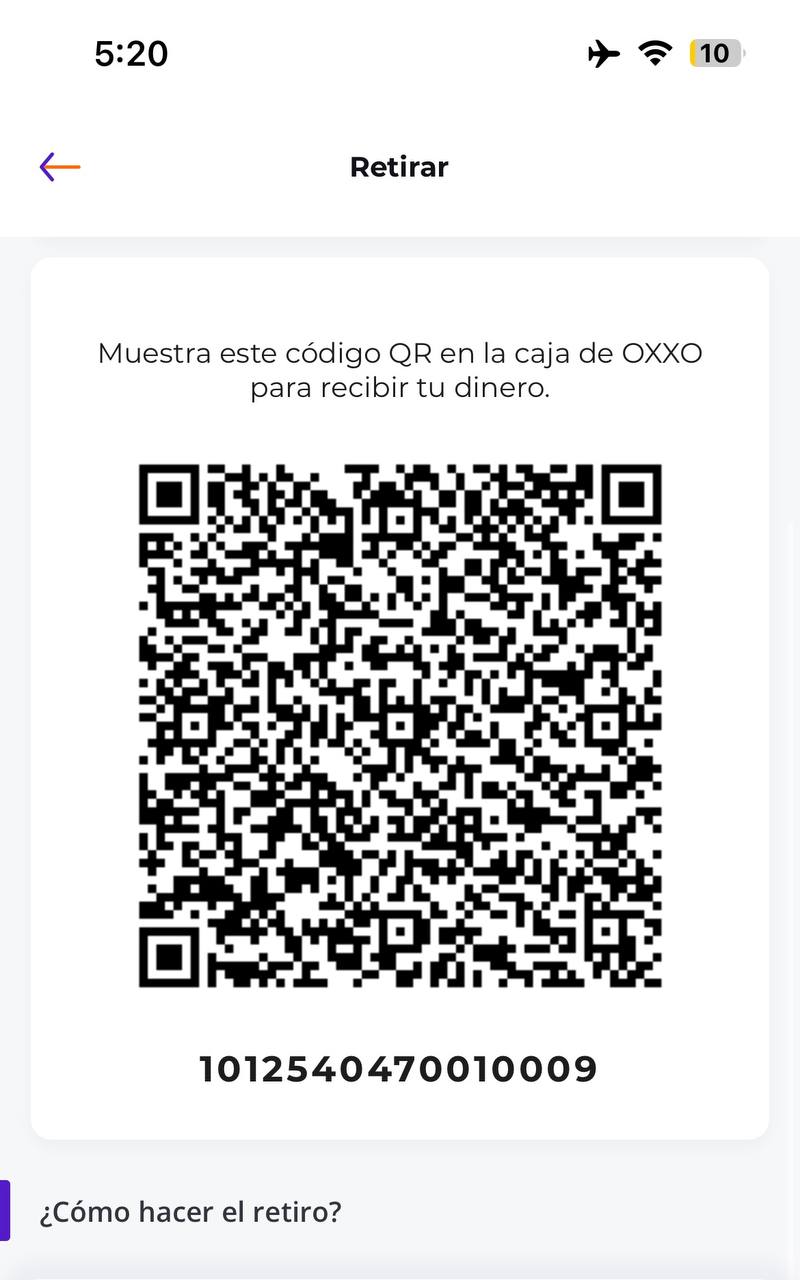 5:20
10
Retirar
Muestra este código QR en la caja de OXXO
para recibir tu dinero.
1012540470010009
¿Cómo hacer el retiro?